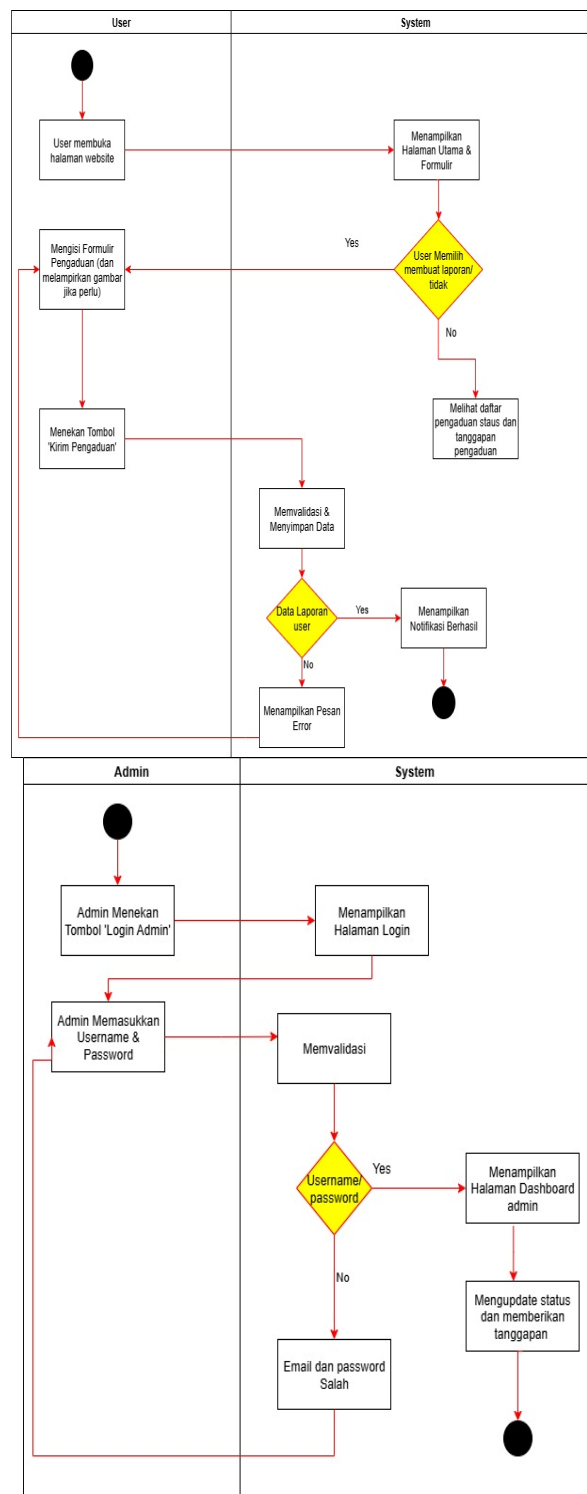 User
System
User membuka
halaman website
Menampilkan
Halaman Utama &
Formulir
Mengisi Formulir
Pengaduan (dan
melampirkan gambar
jika perlu)
Yes
User Memilih
membuat laporan/
tidak
No
Melihat daftar
pengaduan staus dan
tanggapan
pengaduan
Menekan Tombol
'Kirim Pengaduan'
Memvalidasi &
Menyimpan Data
Data Laporan
user
Yes
Menampilkan
Notifikasi Berhasil
No
Menampilkan Pesan
Error
Admin
System
Admin Menekan
Tombol 'Login Admin'
Menampilkan
Halaman Login
Admin Memasukkan
Username &
Password
Memvalidasi
Username/
password
Yes
Menampilkan
Halaman Dashboard
admin
No
Mengupdate status
dan memberikan
tanggapan
Email dan password
Salah